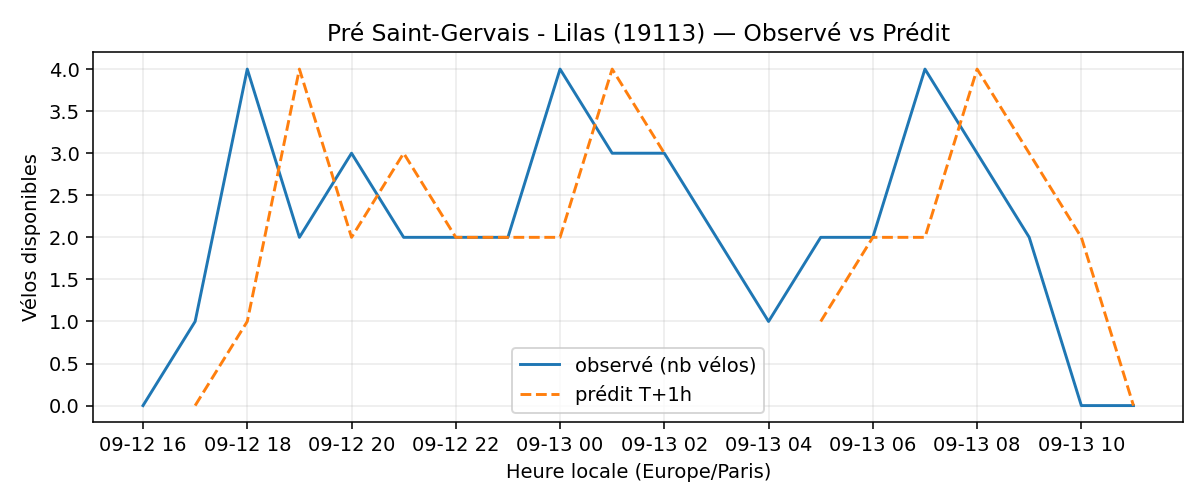 Pré Saint-Gervais - Lilas (19113) — Observé vs Prédit
Vélos disponibles
4.0
3.5
3.0
2.5
2.0
1.5
1.0
0.5
0.0
observé (nb vélos)
prédit T+1h
09-12 16 09-12 18 09-12 20 09-12 22 09-13 00 09-13 02 09-13 04 09-13 06 09-13 08 09-13 10
Heure locale (Europe/Paris)